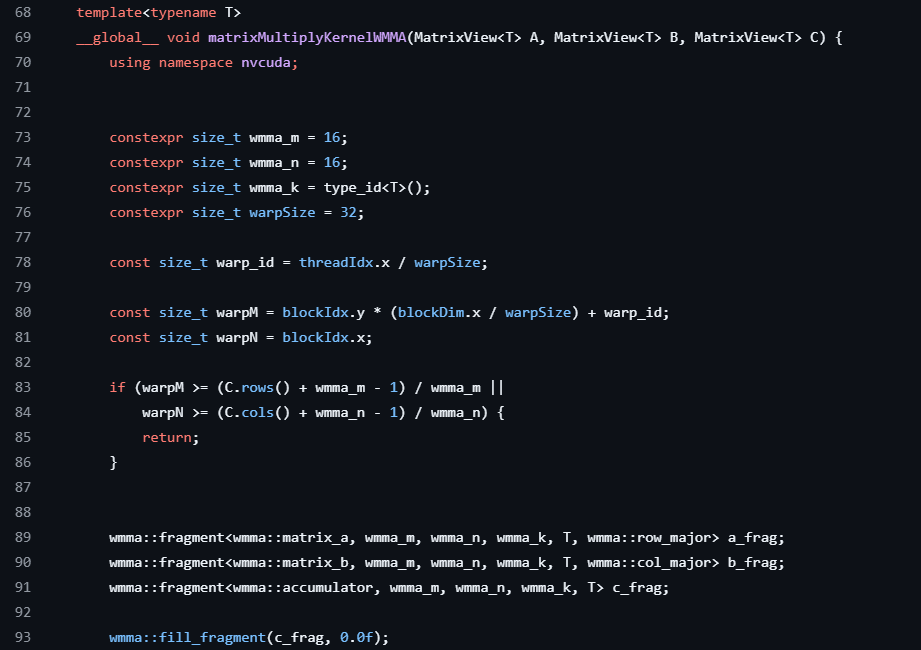 68 template<typename T>
69 __global__ void matrixMultiplyKernelWMMA(MatrixView<T> A, MatrixView<T> B, MatrixView<T> C) {
70     using namespace nvcuda;
71
72
73     constexpr size_t wmma_m = 16;
74     constexpr size_t wmma_n = 16;
75     constexpr size_t wmma_k = type_id<T>();
76     constexpr size_t warpSize = 32;
77
78     const size_t warp_id = threadIdx.x / warpSize;
79
80     const size_t warpM = blockIdx.y * (blockDim.x / warpSize) + warp_id;
81     const size_t warpN = blockIdx.x;
82
83     if (warpM >= (C.rows() + wmma_m - 1) / wmma_m ||
84         warpN >= (C.cols() + wmma_n - 1) / wmma_n) {
85         return;
86     }
87
88
89     wmma::fragment<wmma::matrix_a, wmma_m, wmma_n, wmma_k, T, wmma::row_major> a_frag;
90     wmma::fragment<wmma::matrix_b, wmma_m, wmma_n, wmma_k, T, wmma::col_major> b_frag;
91     wmma::fragment<wmma::accumulator, wmma_m, wmma_n, wmma_k, T> c_frag;
92
93     wmma::fill_fragment(c_frag, 0.0f);